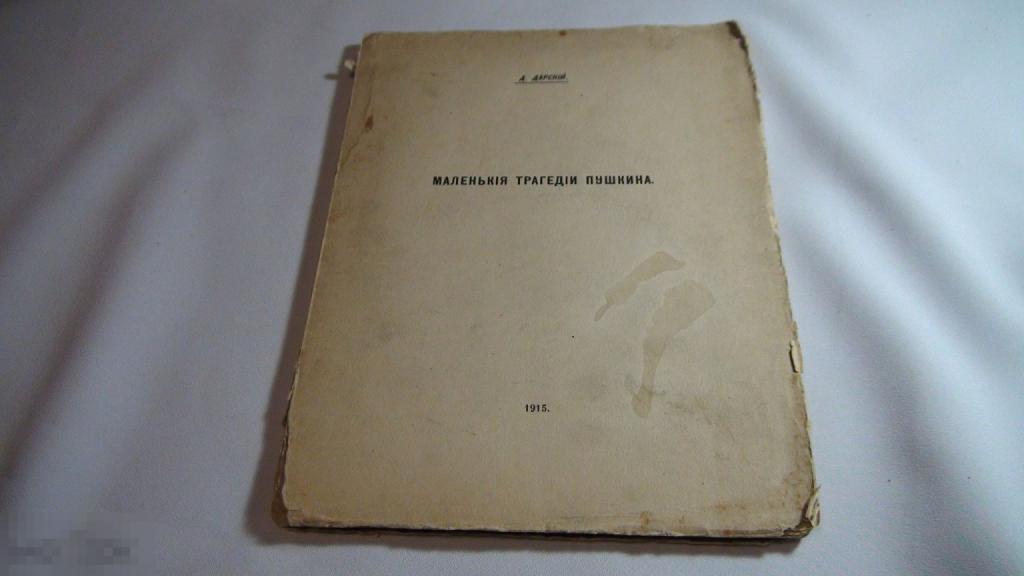 Д. ДАРСКІЙ.
МАЛЕНЬКІЯ ТРАГЕДІИ ПУШКИНА.
1915.